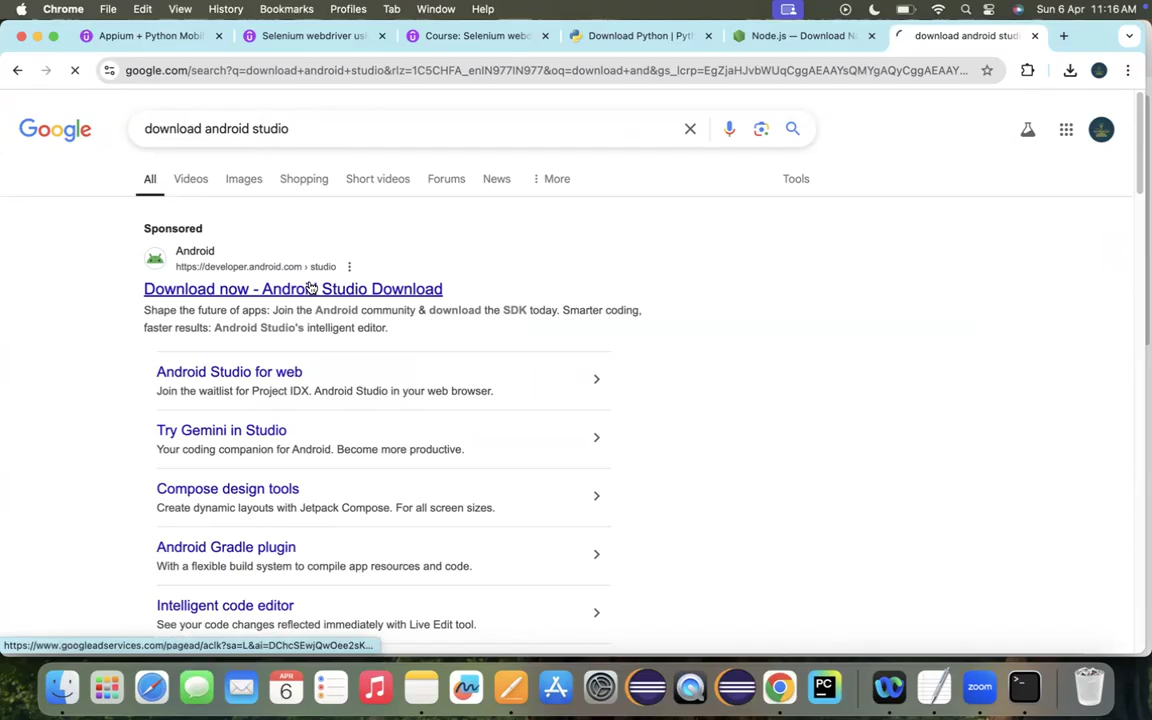 Chrome File Edit View History Bookmarks Profiles Tab Window Help Sun 6 Apr 11:16 AM
Appium + Python Mobil Selenium webdriver usi Course: Selenium webd Download Python | Pyth Node.js — Download No download android studi
google.com/search?q=download+android+studio&rlz=1C5CHFA_enIN977IN977&oq=download+and&gs_lcrp=EgZjaHJvbWUqCggAEAAYsQMYgAQyCggAEAAY...
Google download android studio
All Videos Images Shopping Short videos Forums News More Tools
Sponsored
Android
https://developer.android.com › studio
Download now - Android Studio Download
Shape the future of apps: Join the Android community & download the SDK today. Smarter coding,
faster results: Android Studio's intelligent editor.
Android Studio for web
Join the waitlist for Project IDX. Android Studio in your web browser.
Try Gemini in Studio
Your coding companion for Android. Become more productive.
Compose design tools
Create dynamic layouts with Jetpack Compose. For all screen sizes.
Android Gradle plugin
With a flexible build system to compile app resources and code.
Intelligent code editor
See your code changes reflected immediately with Live Edit tool.
https://www.googleadservices.com/pagead/aclk?sa=L&ai=DChcSEwjQwOee2sK...
APR
6
PC
zoom
>_